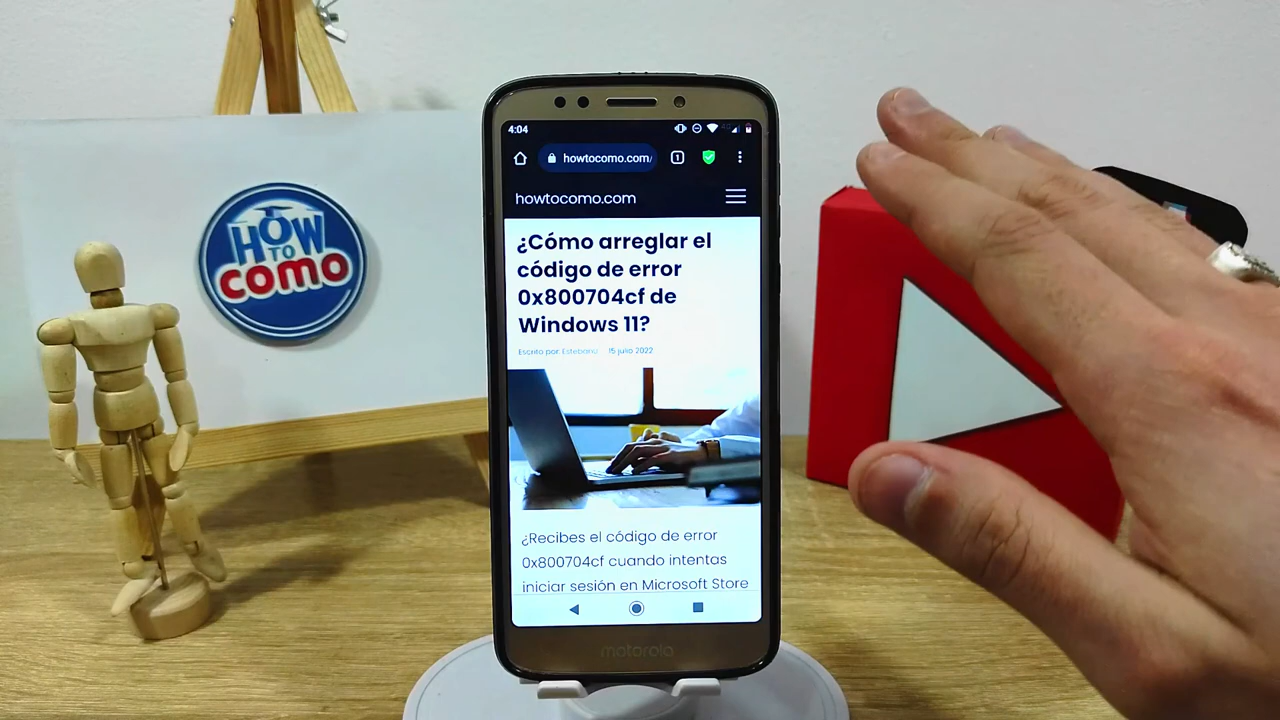 HOW
TO
como
4:04
howtocomo.com/
1
howtocomo.com
¿Cómo arreglar el
código de error
0x800704cf de
Windows 11?
Escrito por: Estebano 15 julio 2022
¿Recibes el código de error
0x800704cf cuando intentas
iniciar sesión en Microsoft Store
motorola